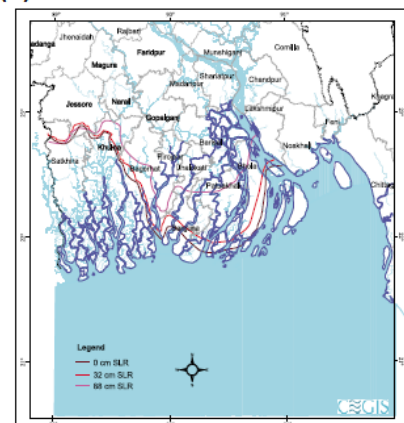 Jhenaidah
Rajbari
Magura
Faridpur
Munshiganj
Comilla
Madaripur
Shariatpur
Chandpur
Jessore
Narail
Gopalganj
Lakshmipur
Khulna
Barisal
Feni
Noakhali
Satkhira
Bagerhat
Pirojpur
Jhalokati
Bhola
Patuakhali
Barguna
Legend
0 cm SLR
32 cm SLR
88 cm SLR
CEGIS